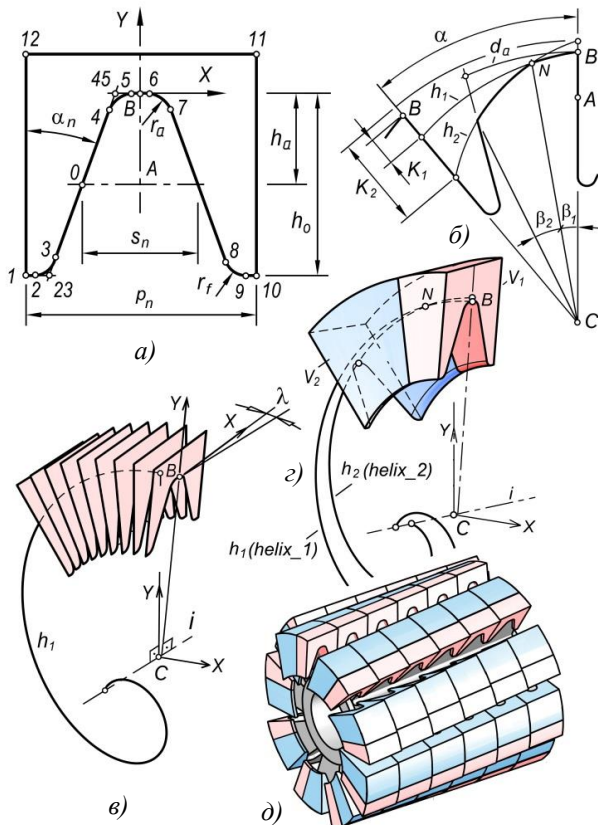 Y
12
11
45
5
6
X
B
4
7
r_a
α_n
h_a
0
A
h_o
s_n
3
8
r_f
1
2
23
9
10
p_n
а)
α
d_a
B
N
h_1
A
B
h_2
K_1
K_2
β_2
β_1
б)
C
V_1
N
B
V_2
Y
i
г)
h_2 (helix_2)
C
X
h_1 (helix_1)
Y
λ
X
B
Y
i
h_1
C
X
в)
д)